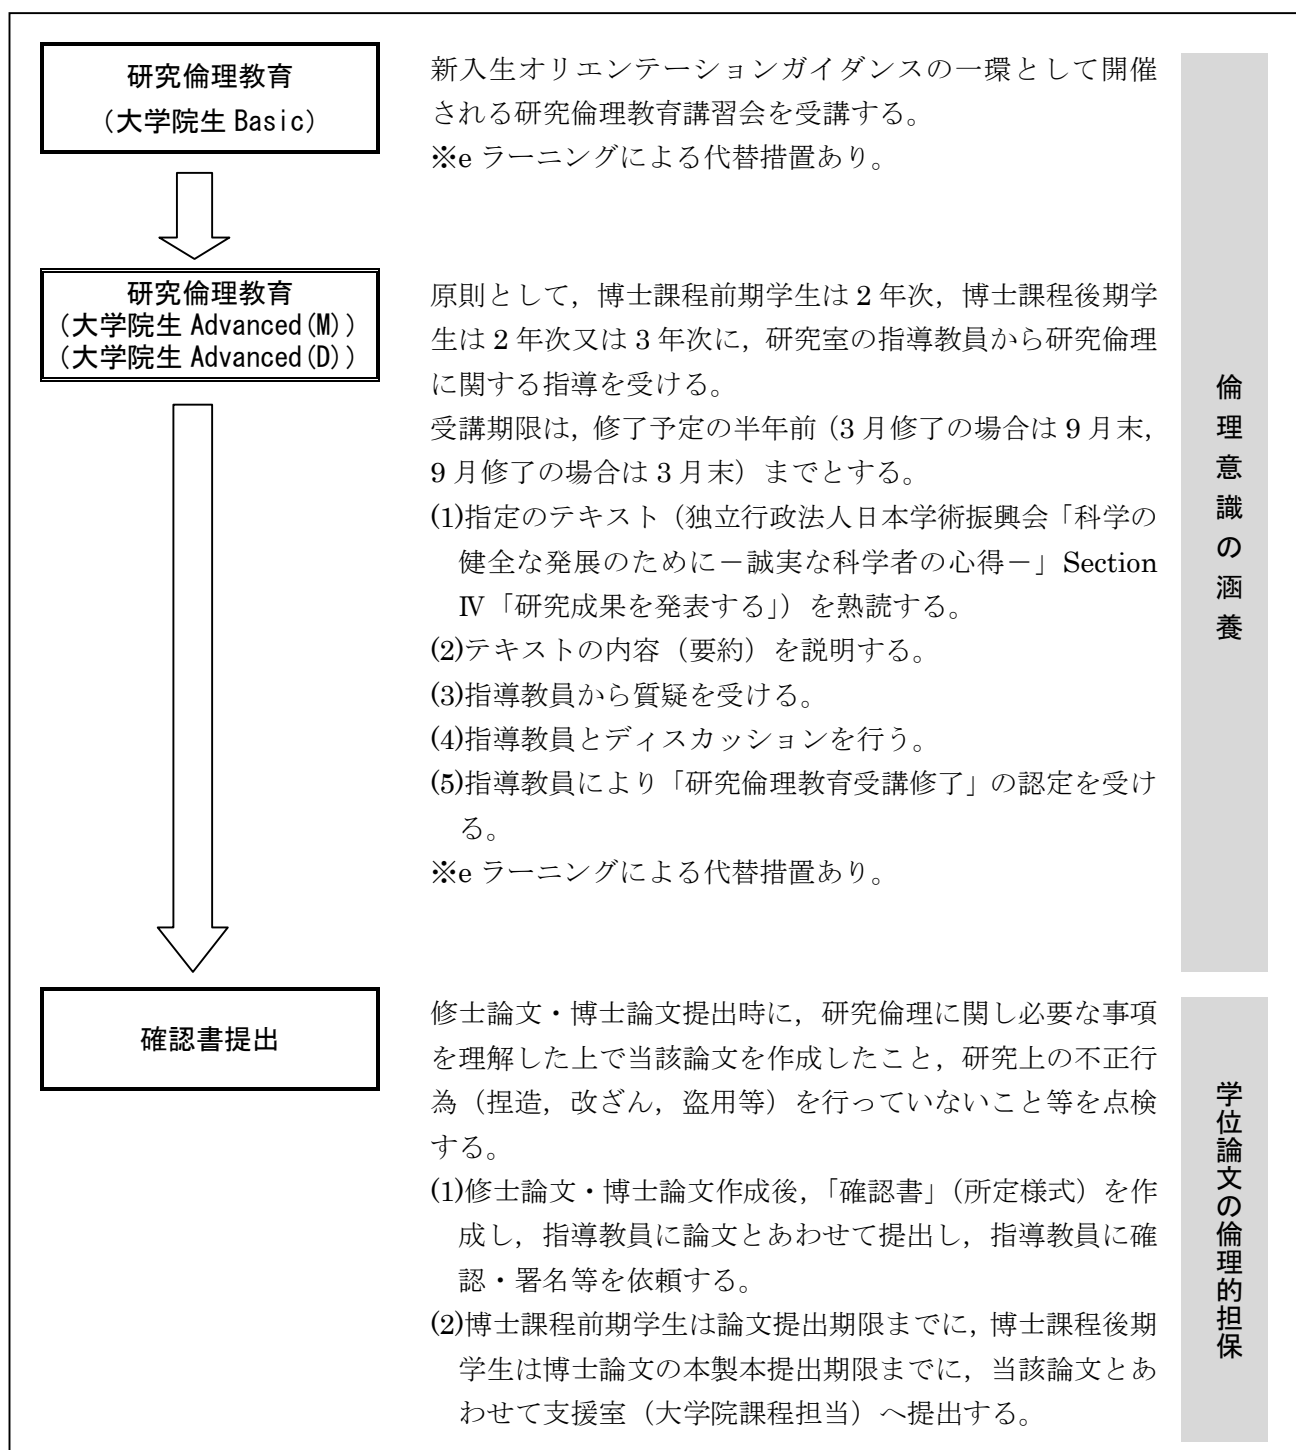 研究倫理教育
（大学院生 Basic）
新入生オリエンテーションガイダンスの一環として開催
される研究倫理教育講習会を受講する。
※e ラーニングによる代替措置あり。
研究倫理教育
（大学院生 Advanced(M)）
（大学院生 Advanced(D)）
原則として，博士課程前期学生は 2 年次，博士課程後期学
生は 2 年次又は 3 年次に，研究室の指導教員から研究倫理
に関する指導を受ける。
受講期限は，修了予定の半年前（3 月修了の場合は 9 月末，
9 月修了の場合は 3 月末）までとする。
(1)指定のテキスト（独立行政法人日本学術振興会「科学の
健全な発展のために－誠実な科学者の心得－」Section
Ⅳ「研究成果を発表する」）を熟読する。
(2)テキストの内容（要約）を説明する。
(3)指導教員から質疑を受ける。
(4)指導教員とディスカッションを行う。
(5)指導教員により「研究倫理教育受講修了」の認定を受け
る。
※e ラーニングによる代替措置あり。
倫理意識の涵養
確認書提出
修士論文・博士論文提出時に，研究倫理に関し必要な事項
を理解した上で当該論文を作成したこと，研究上の不正行
為（捏造，改ざん，盗用等）を行っていないこと等を点検
する。
(1)修士論文・博士論文作成後，「確認書」（所定様式）を作
成し，指導教員に論文とあわせて提出し，指導教員に確
認・署名等を依頼する。
(2)博士課程前期学生は論文提出期限までに，博士課程後期
学生は博士論文の本製本提出期限までに，当該論文とあ
わせて支援室（大学院課程担当）へ提出する。
学位論文の倫理的担保